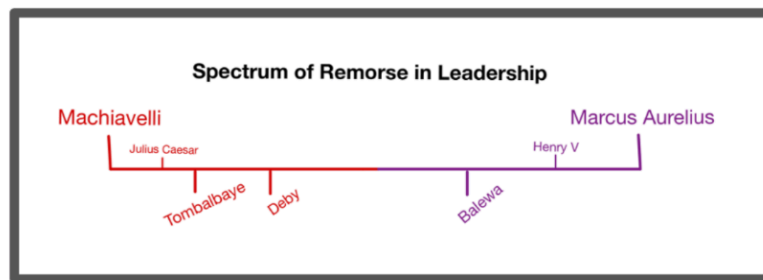 Spectrum of Remorse in Leadership
Machiavelli
Marcus Aurelius
Julius Caesar
Henry V
Tombalbaye
Deby
Balewa